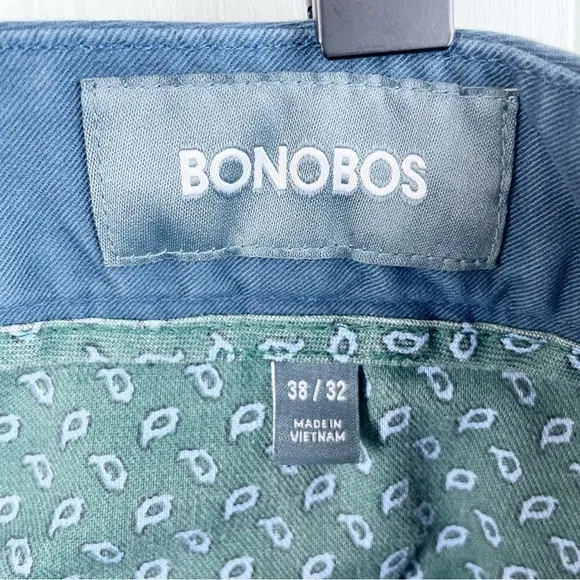 BONOBOS
38 / 32
MADE IN
VIETNAM